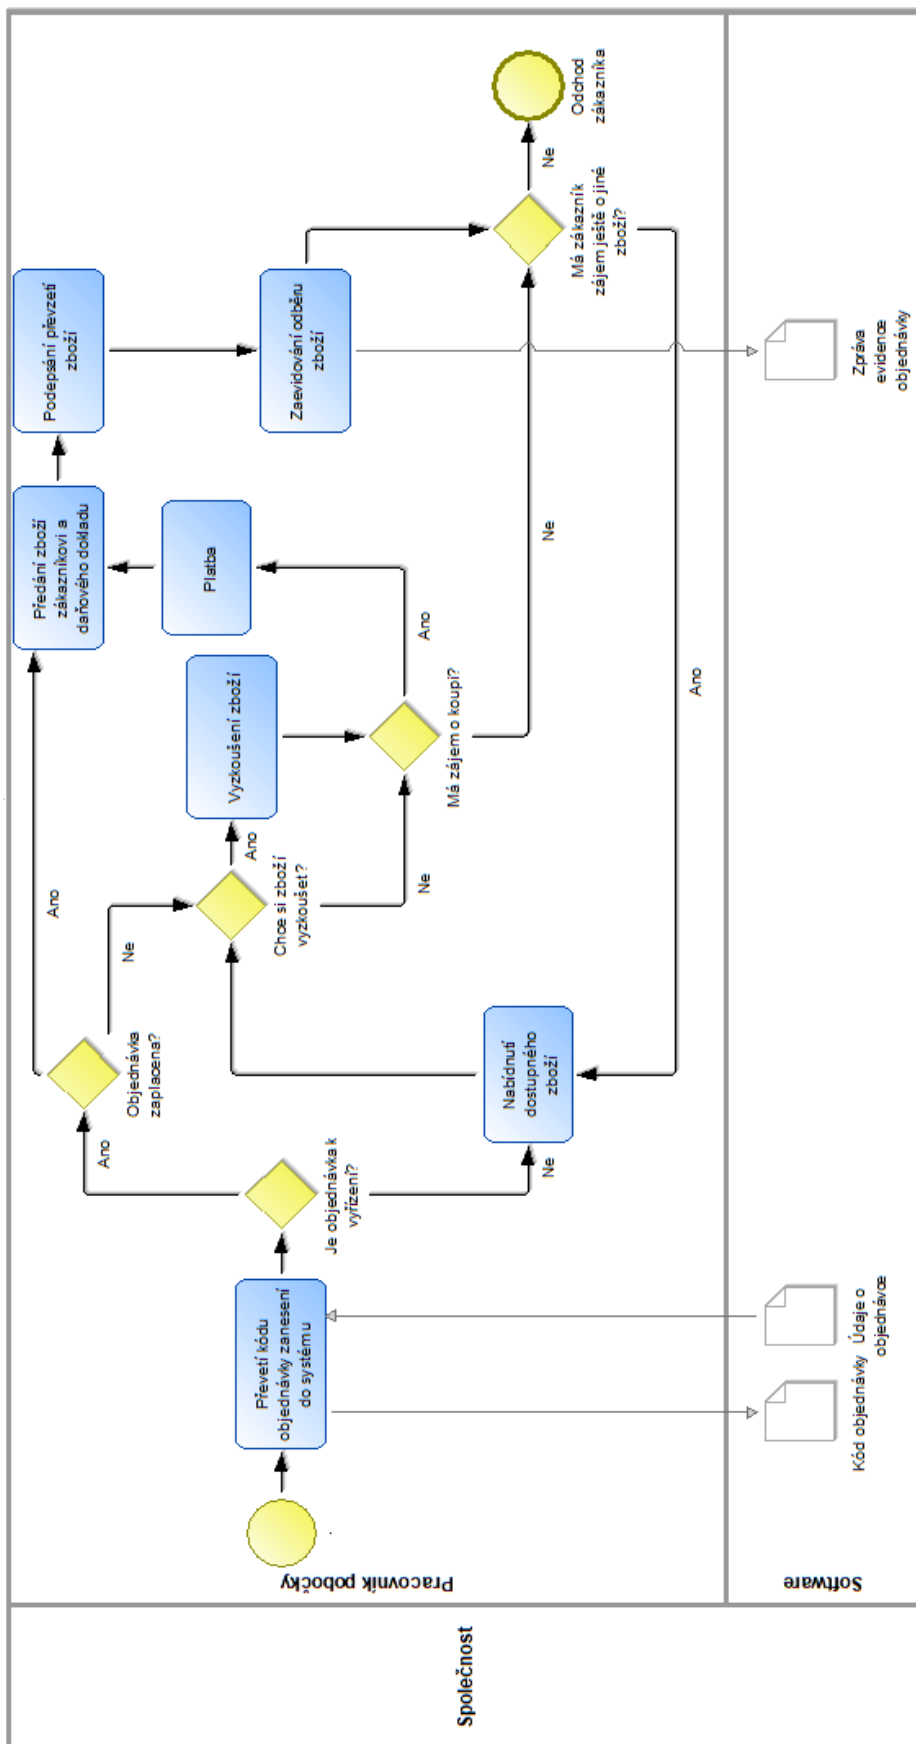 Společnost
Pracovník pobočky
Software
Převetí kódu
objednávky zanesení
do systému
Kód objednávky
Údaje o
objednávce
Je objednávka k
vyřízení?
Ano
Ne
Objednávka
zaplacena?
Ano
Ne
Nabídnutí
dostupného
zboží
Chce si zboží
vyzkoušet?
Ano
Ne
Vyzkoušení zboží
Má zájem o koupi?
Ano
Ne
Platba
Předání zboží
zákazníkovi a
daňového dokladu
Podepsání převzetí
zboží
Zaevidování odběru
zboží
Zpráva
evidence
objednávky
Má zákazník
zájem ještě o jiné
zboží?
Ano
Ne
Odchod
zákazníka